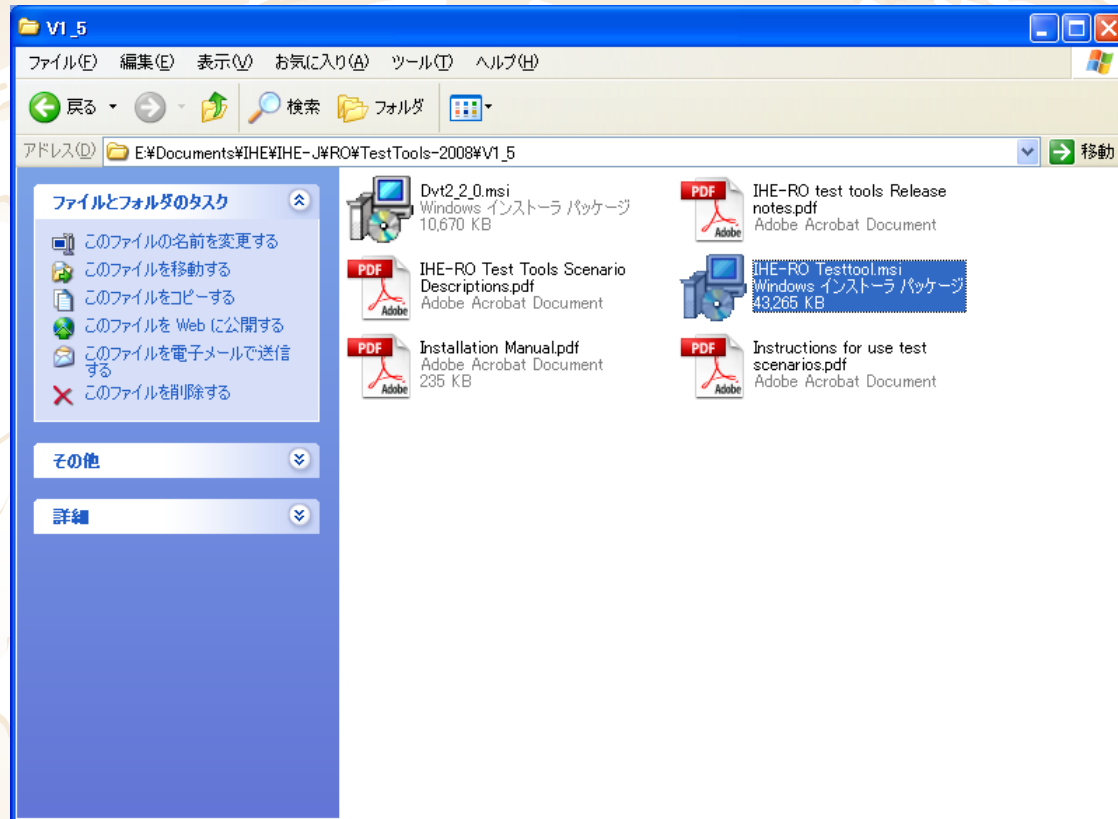 V1_5
ファイル(F) 編集(E) 表示(V) お気に入り(A) ツール(T) ヘルプ(H)
戻る 検索 フォルダ
アドレス(D) E:¥Documents¥IHE¥IHE-J¥RO¥TestTools-2008¥V1_5 移動
ファイルとフォルダのタスク
このファイルの名前を変更する
このファイルを移動する
このファイルをコピーする
このファイルを Web に公開する
このファイルを電子メールで送信
する
このファイルを削除する
その他
詳細
Dvt2_2_0.msi
Windows インストーラ パッケージ
10,670 KB
PDF
Adobe
IHE-RO test tools Release
notes.pdf
Adobe Acrobat Document
PDF
Adobe
IHE-RO Test Tools Scenario
Descriptions.pdf
Adobe Acrobat Document
IHE-RO Testtool.msi
Windows インストーラ パッケージ
43,265 KB
PDF
Adobe
Installation Manual.pdf
Adobe Acrobat Document
235 KB
PDF
Adobe
Instructions for use test
scenarios.pdf
Adobe Acrobat Document